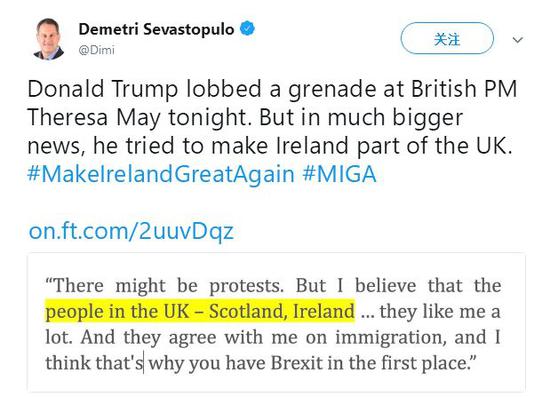 Demetri Sevastopulo
@Dimi
关注
Donald Trump lobbed a grenade at British PM
Theresa May tonight. But in much bigger
news, he tried to make Ireland part of the UK.
#MakeIrelandGreatAgain #MIGA
on.ft.com/2uuvDqz
“There might be protests. But I believe that the
people in the UK – Scotland, Ireland ... they like me a
lot. And they agree with me on immigration, and I
think that's why you have Brexit in the first place.”